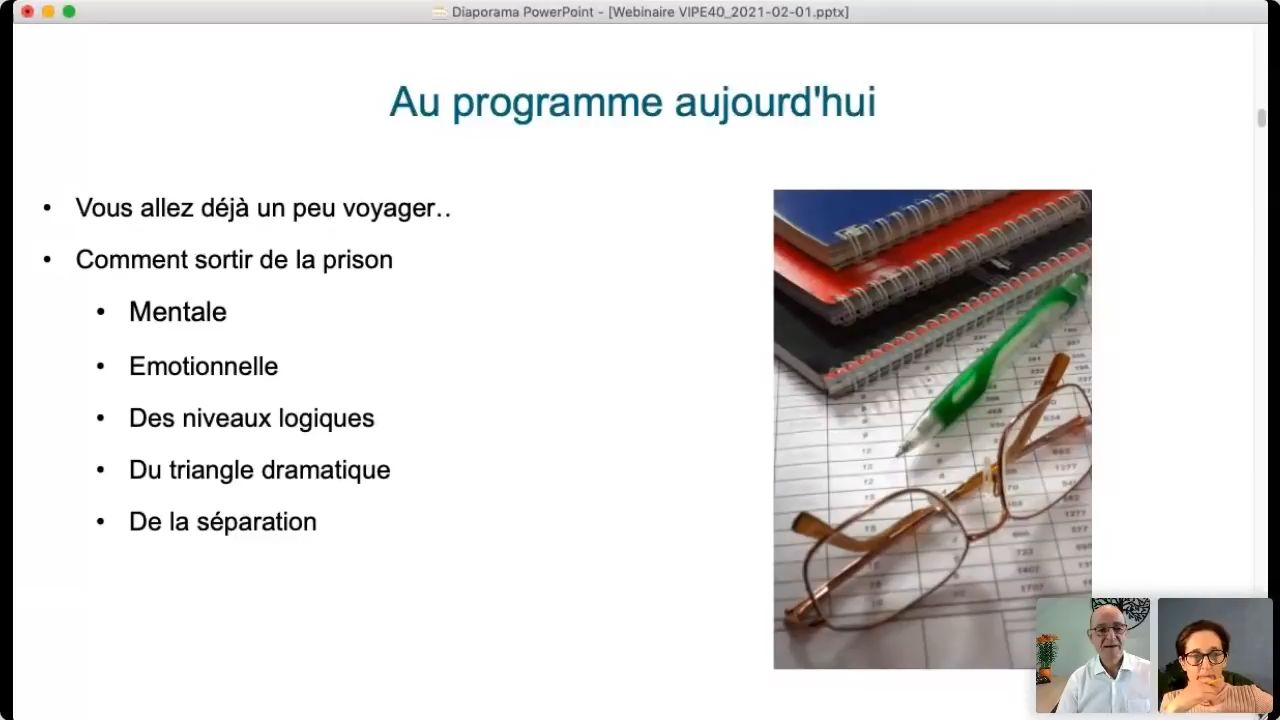 Diaporama PowerPoint - [Webinaire VIPE40_2021-02-01.pptx]
Au programme aujourd'hui
• Vous allez déjà un peu voyager..
• Comment sortir de la prison
• Mentale
• Emotionnelle
• Des niveaux logiques
• Du triangle dramatique
• De la séparation